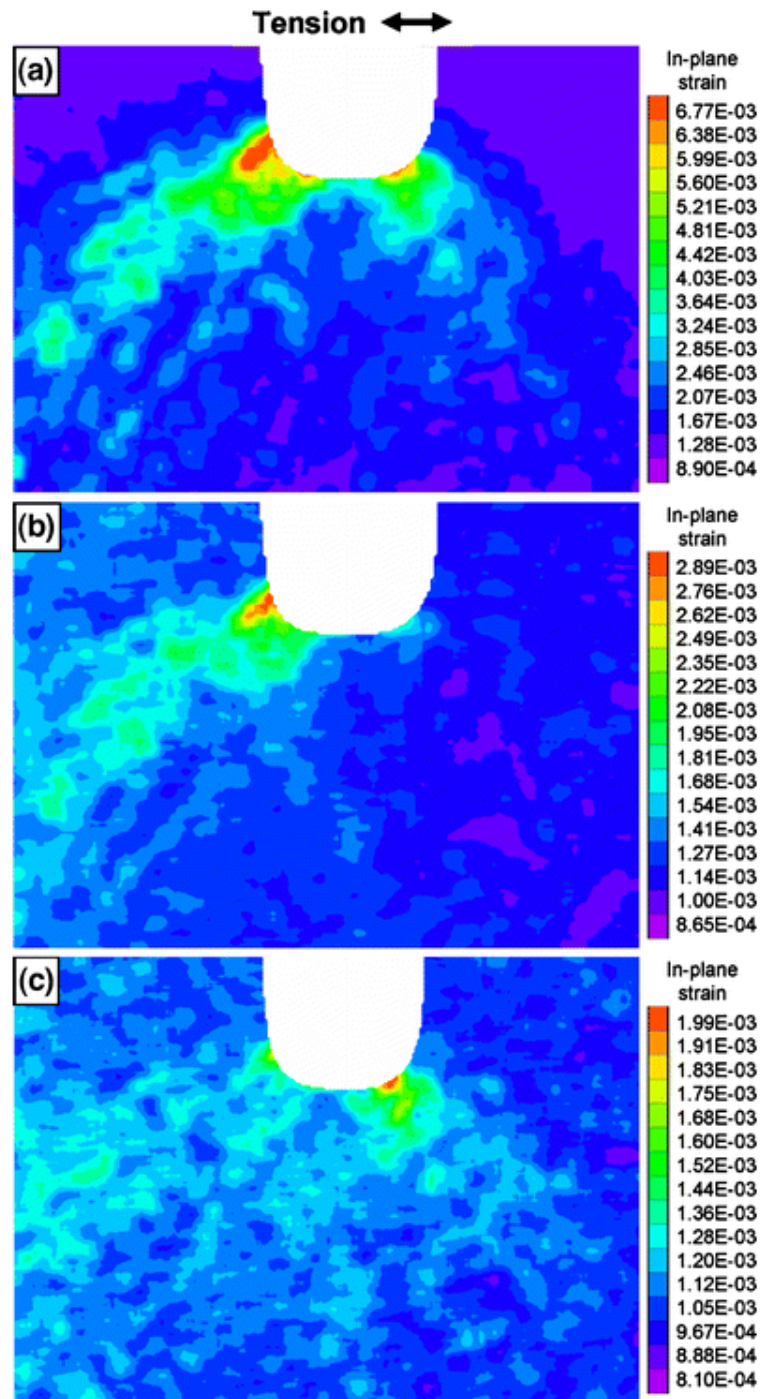 Tension
(a)
In-plane
strain
6.77E-03
6.38E-03
5.99E-03
5.60E-03
5.21E-03
4.81E-03
4.42E-03
4.03E-03
3.64E-03
3.24E-03
2.85E-03
2.46E-03
2.07E-03
1.67E-03
1.28E-03
8.90E-04
(b)
In-plane
strain
2.89E-03
2.76E-03
2.62E-03
2.49E-03
2.35E-03
2.22E-03
2.08E-03
1.95E-03
1.81E-03
1.68E-03
1.54E-03
1.41E-03
1.27E-03
1.14E-03
1.00E-03
8.65E-04
(c)
In-plane
strain
1.99E-03
1.91E-03
1.83E-03
1.75E-03
1.68E-03
1.60E-03
1.52E-03
1.44E-03
1.36E-03
1.28E-03
1.20E-03
1.12E-03
1.05E-03
9.67E-04
8.88E-04
8.10E-04